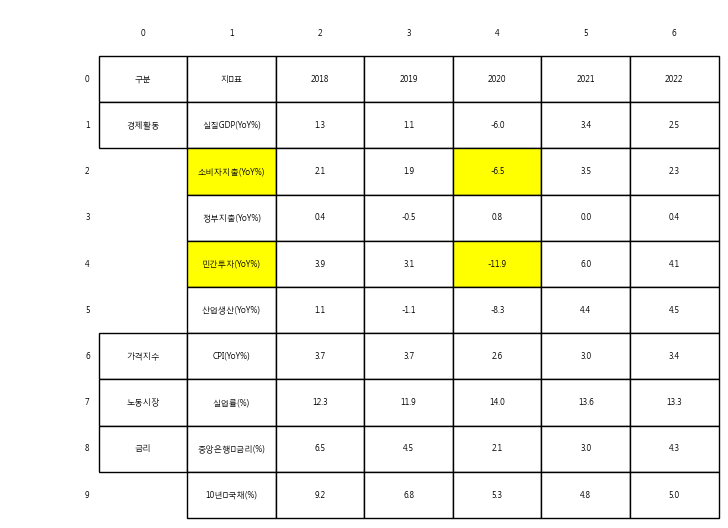 0 1 2 3 4 5 6
0 구분 지□표 2018 2019 2020 2021 2022
1 경제활동 실질GDP(YoY%) 1.3 1.1 -6.0 3.4 2.5
2 소비자지출(YoY%) 2.1 1.9 -6.5 3.5 2.3
3 정부지출(YoY%) 0.4 -0.5 0.8 0.0 0.4
4 민간투자(YoY%) 3.9 3.1 -11.9 6.0 4.1
5 산업생산(YoY%) 1.1 -1.1 -8.3 4.4 4.5
6 가격지수 CPI(YoY%) 3.7 3.7 2.6 3.0 3.4
7 노동시장 실업률(%) 12.3 11.9 14.0 13.6 13.3
8 금리 중앙은행□금리(%) 6.5 4.5 2.1 3.0 4.3
9 10년□국채(%) 9.2 6.8 5.3 4.8 5.0